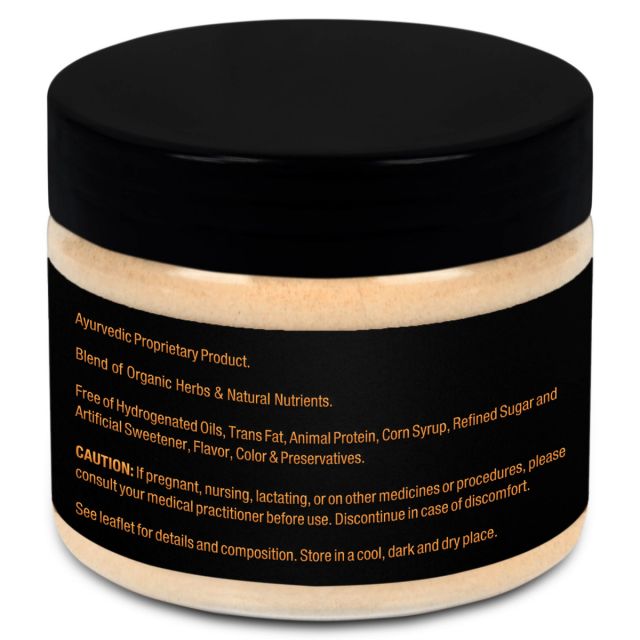 Ayurvedic Proprietary Product.
Blend of Organic Herbs & Natural Nutrients.
Free of Hydrogenated Oils, Trans Fat, Animal Protein, Corn Syrup, Refined Sugar and
Artificial Sweetener, Flavor, Color & Preservatives.
CAUTION: If pregnant, nursing, lactating, or on other medicines or procedures, please
consult your medical practitioner before use. Discontinue in case of discomfort.
See leaflet for details and composition. Store in a cool, dark and dry place.